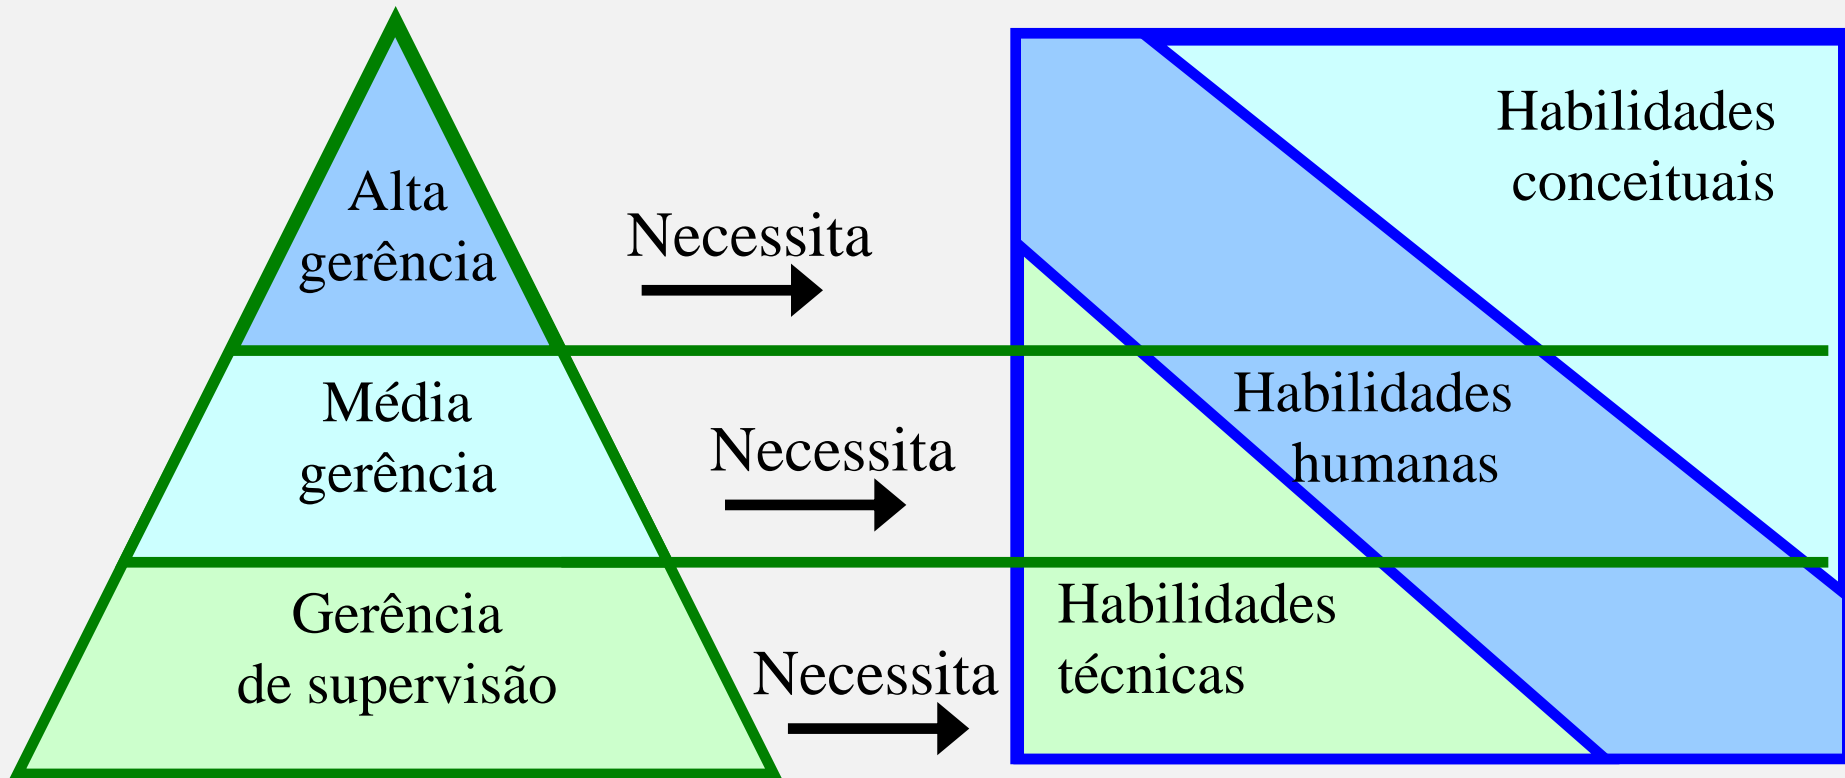 Alta
gerência
Necessita
Habilidades
conceituais
Média
gerência
Necessita
Habilidades
humanas
Gerência
de supervisão
Necessita
Habilidades
técnicas